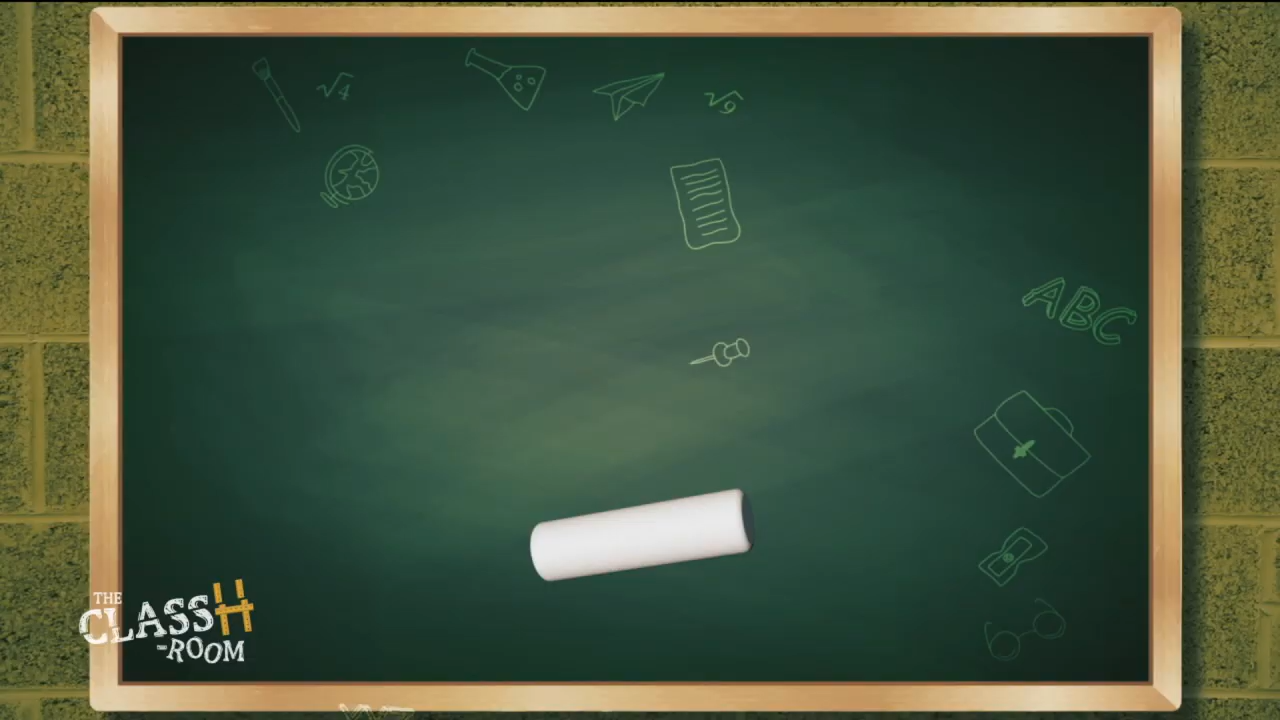 √4
√9
ABC
THE
CLASSH
-ROOM